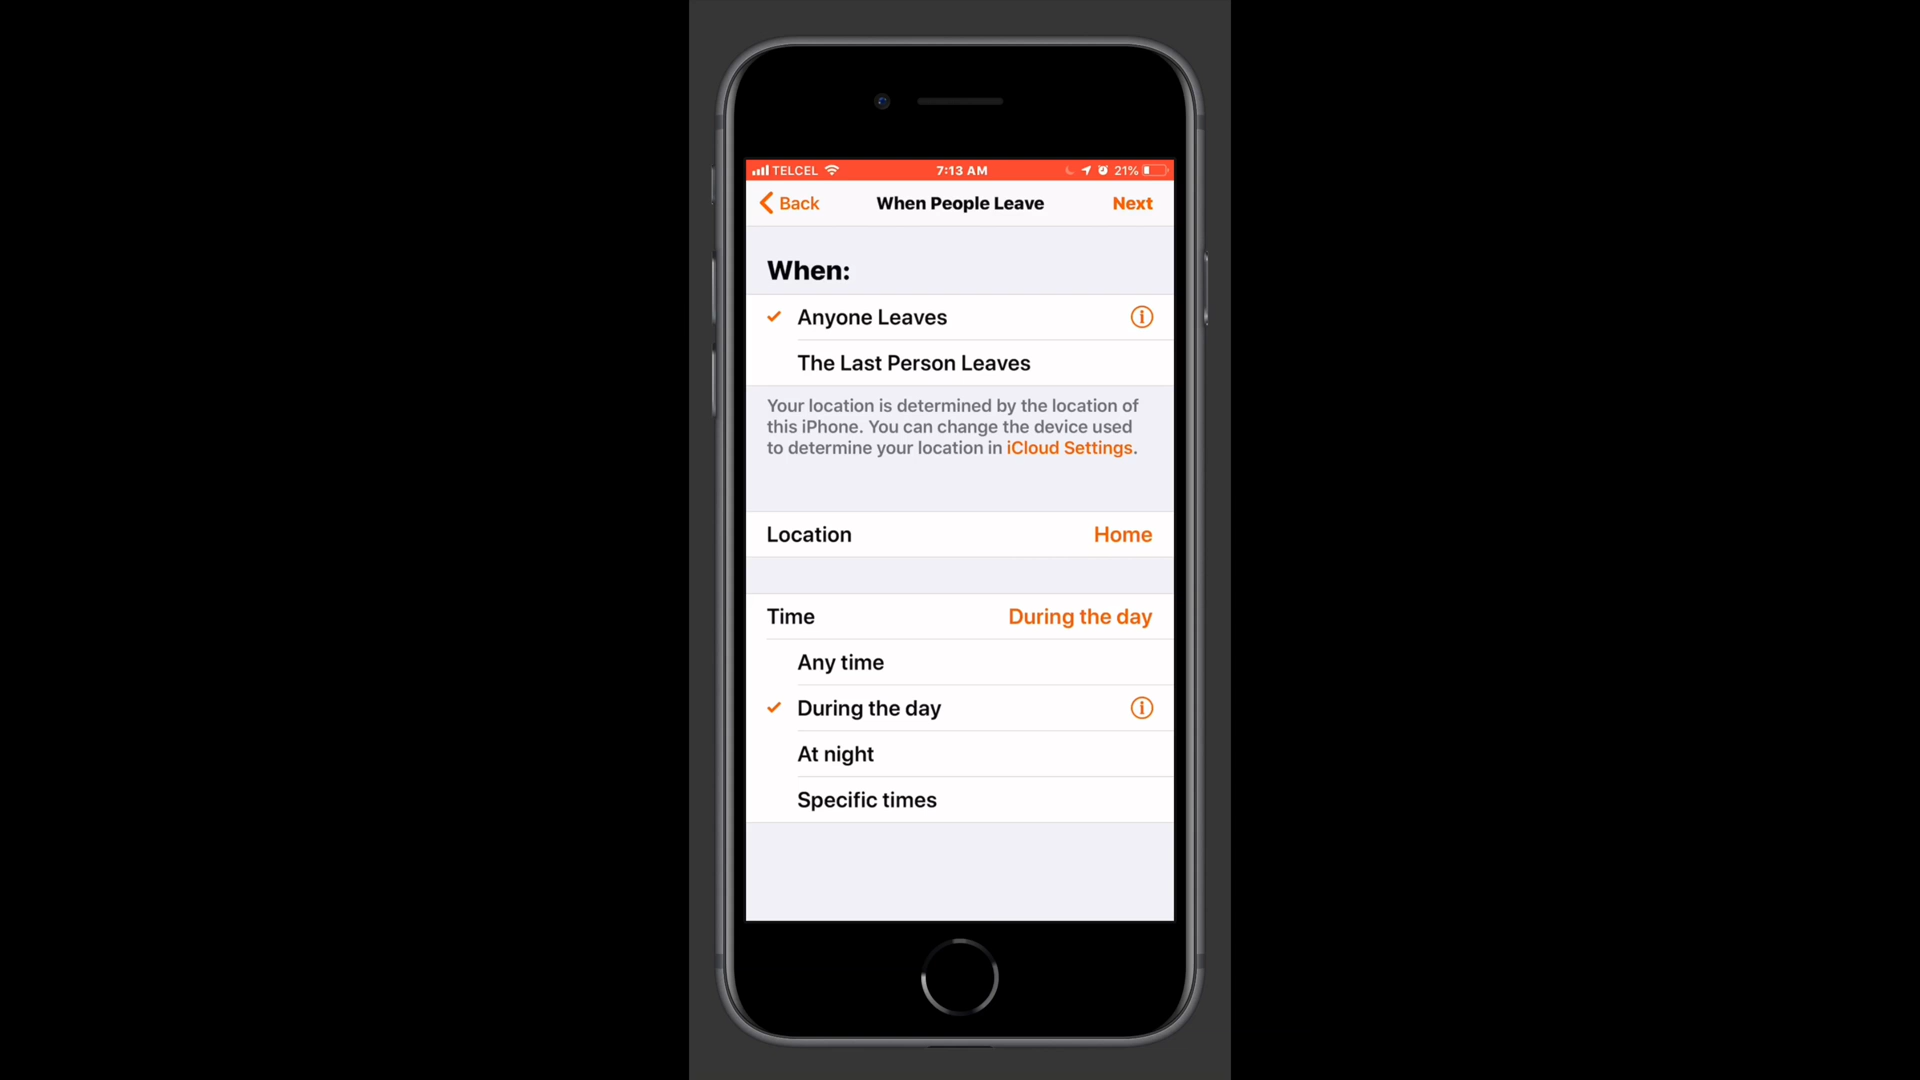 TELCEL 7:13 AM 21%
Back When People Leave Next
When:
Anyone Leaves
The Last Person Leaves
Your location is determined by the location of
this iPhone. You can change the device used
to determine your location in iCloud Settings.
Location Home
Time During the day
Any time
During the day
At night
Specific times